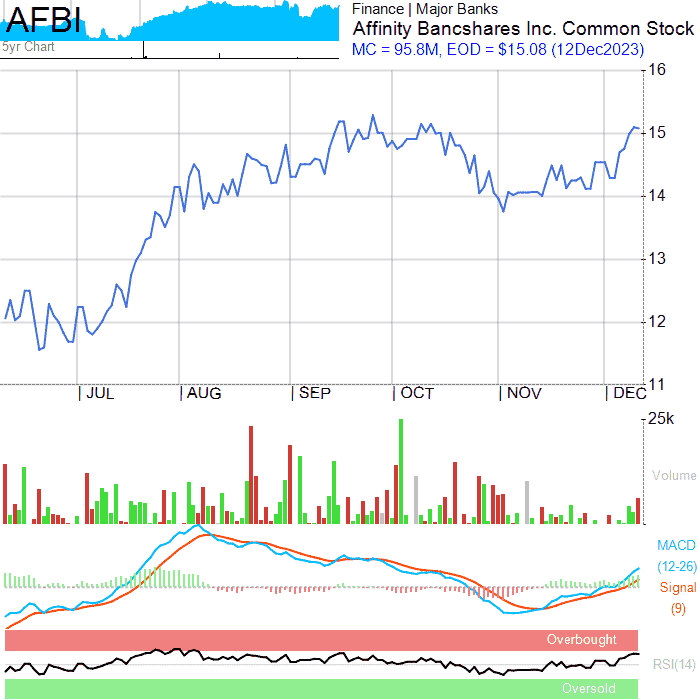 AFBI
5yr Chart
Finance | Major Banks
Affinity Bancshares Inc. Common Stock
MC = 95.8M, EOD = $15.08 (12Dec2023)
16
15
14
13
12
11
JUL
AUG
SEP
OCT
NOV
DEC
25k
Volume
MACD
(12-26)
Signal
(9)
Overbought
RSI(14)
Oversold